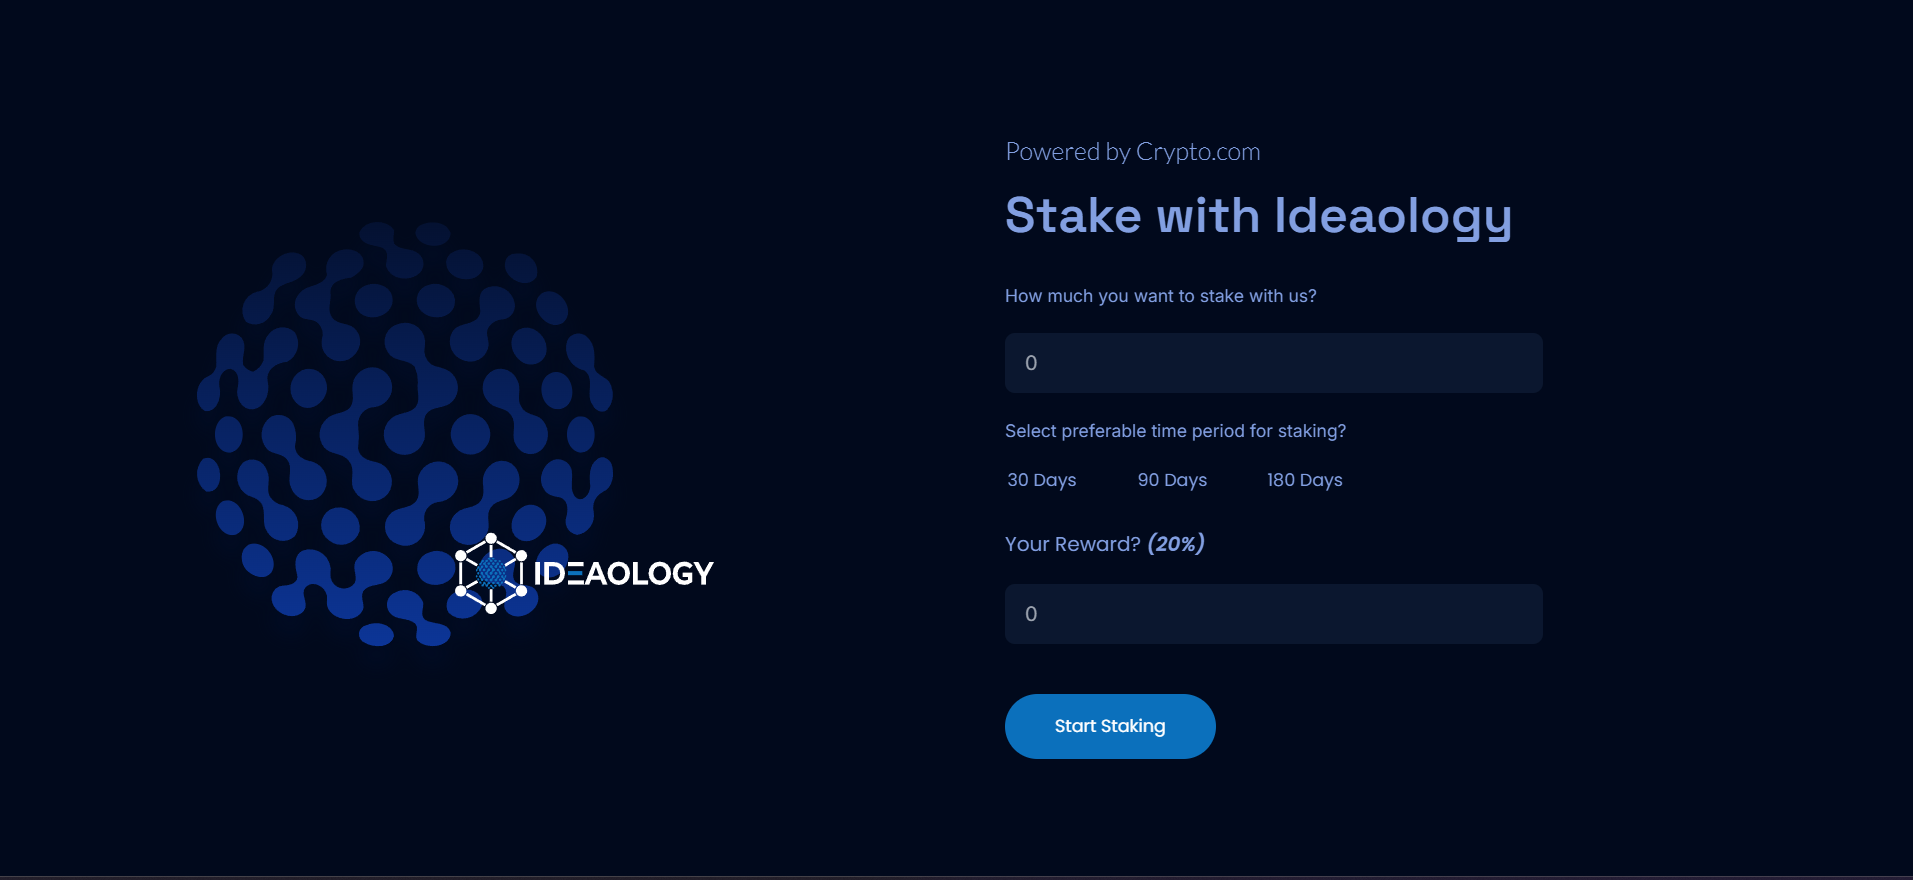 Powered by Crypto.com
Stake with Ideaology
How much you want to stake with us?
0
Select preferable time period for staking?
30 Days 90 Days 180 Days
Your Reward? (20%)
0
Start Staking
IDEAOLOGY